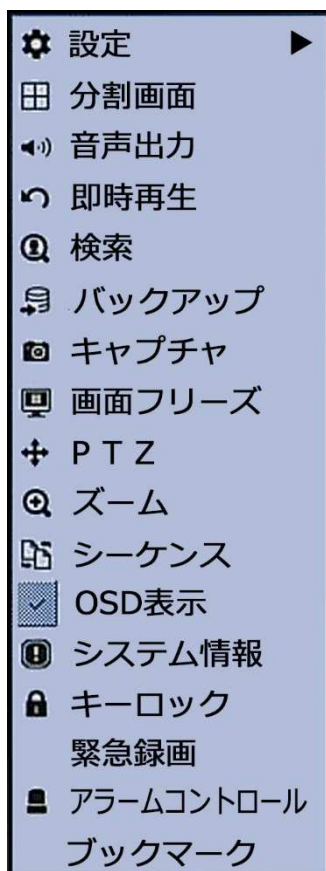 設定
分割画面
音声出力
即時再生
検索
バックアップ
キャプチャ
画面フリーズ
PTZ
ズーム
シーケンス
OSD表示
システム情報
キーロック
緊急録画
アラームコントロール
ブックマーク